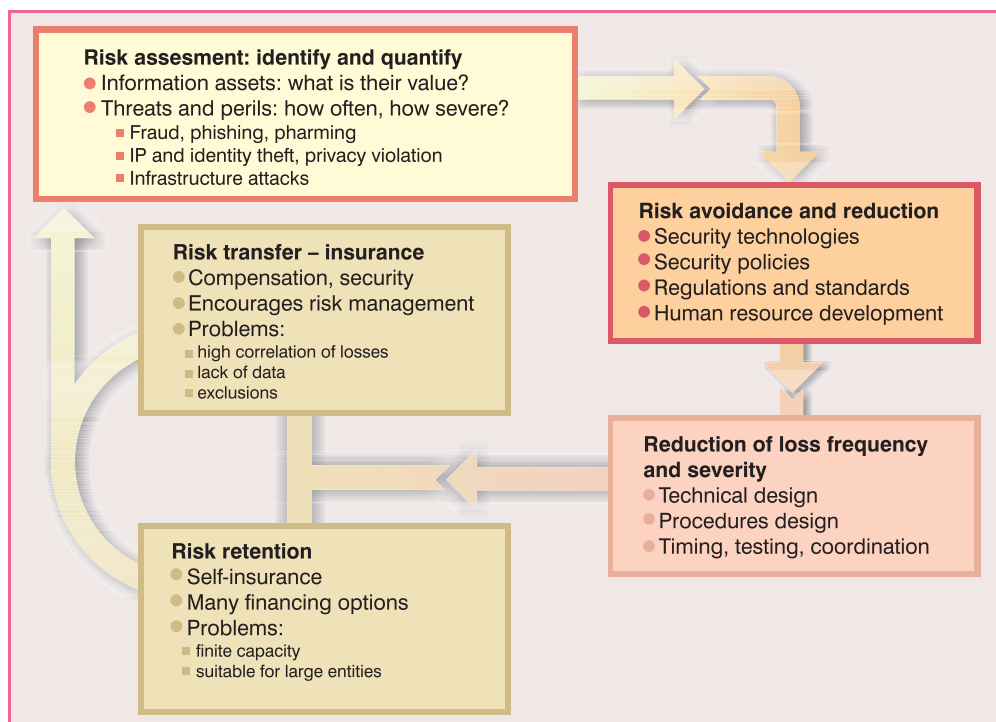 Risk assesment: identify and quantify
Information assets: what is their value?
Threats and perils: how often, how severe?
Fraud, phishing, pharming
IP and identity theft, privacy violation
Infrastructure attacks
Risk avoidance and reduction
Security technologies
Security policies
Regulations and standards
Human resource development
Reduction of loss frequency
and severity
Technical design
Procedures design
Timing, testing, coordination
Risk transfer – insurance
Compensation, security
Encourages risk management
Problems:
high correlation of losses
lack of data
exclusions
Risk retention
Self-insurance
Many financing options
Problems:
finite capacity
suitable for large entities